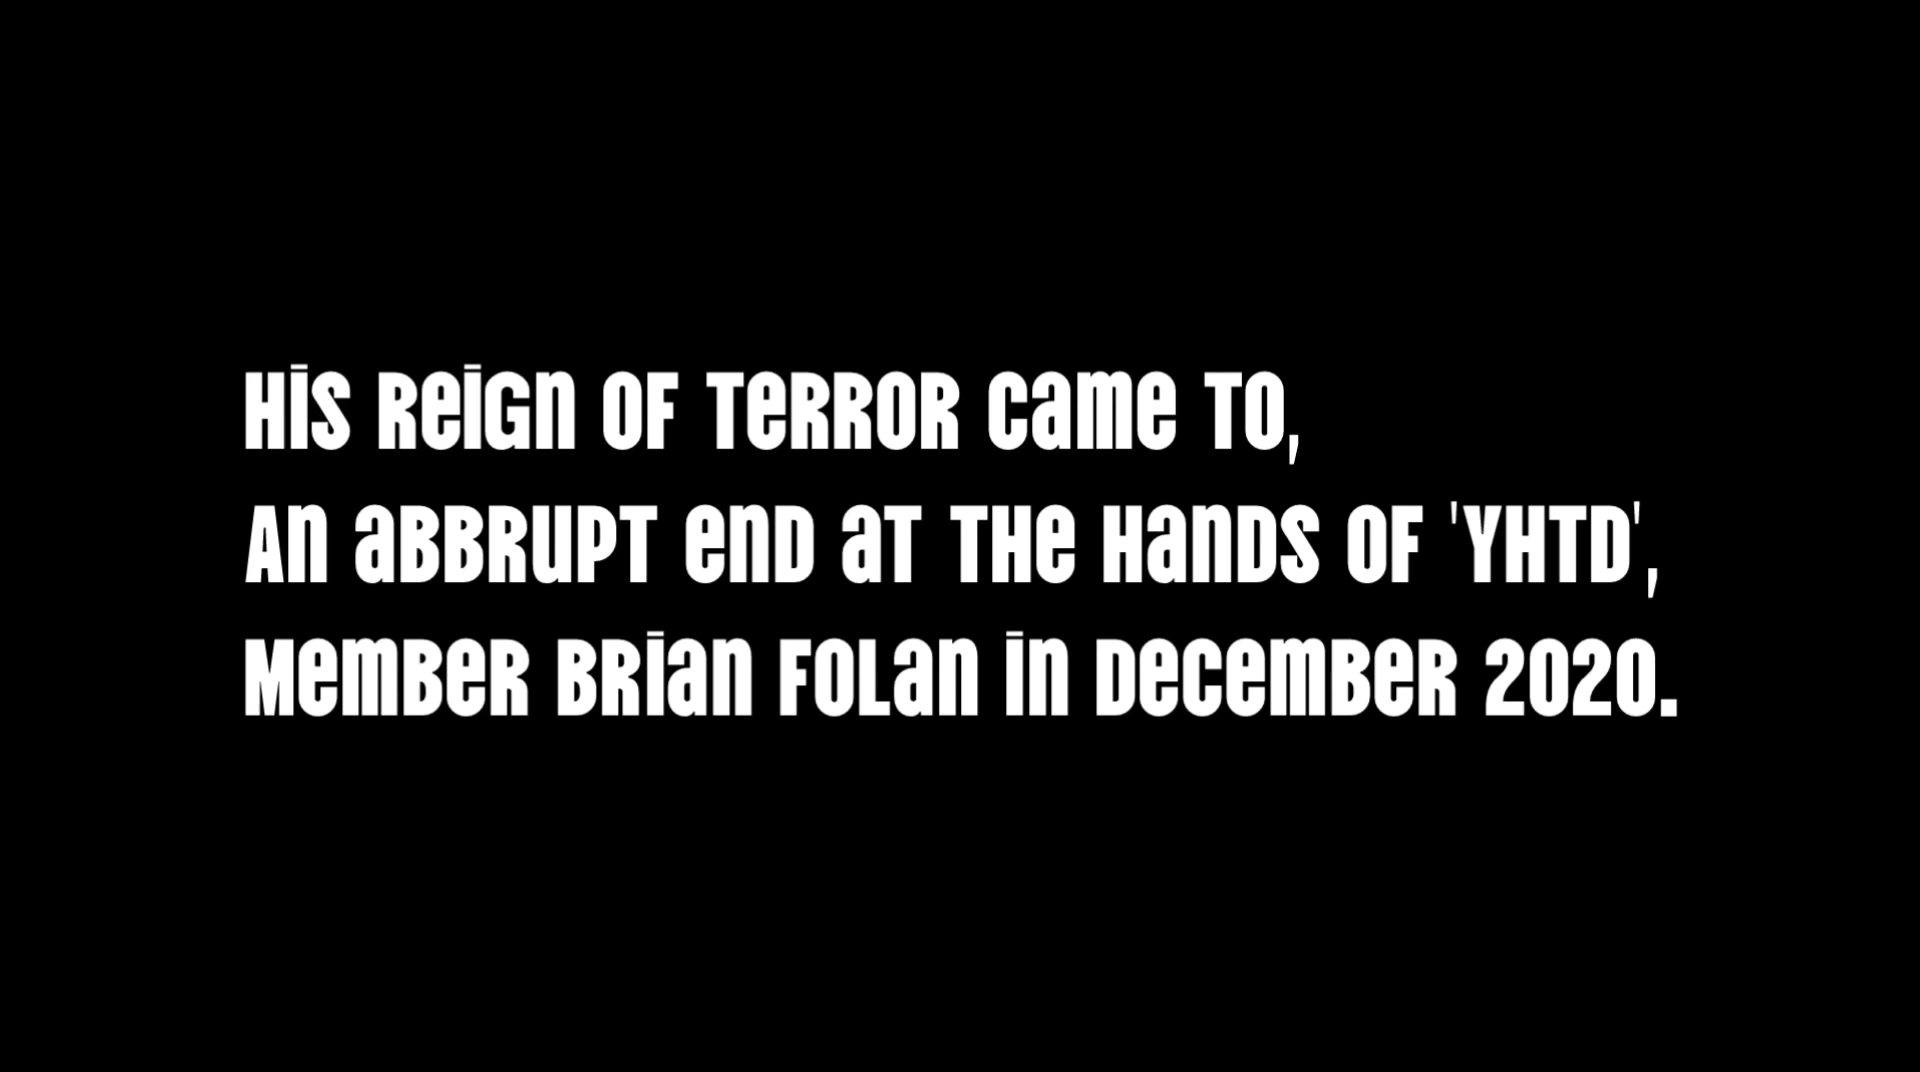 His reign of terror came to,
An abbrupt end at the hands of 'YHTD',
Member Brian Folan in December 2020.